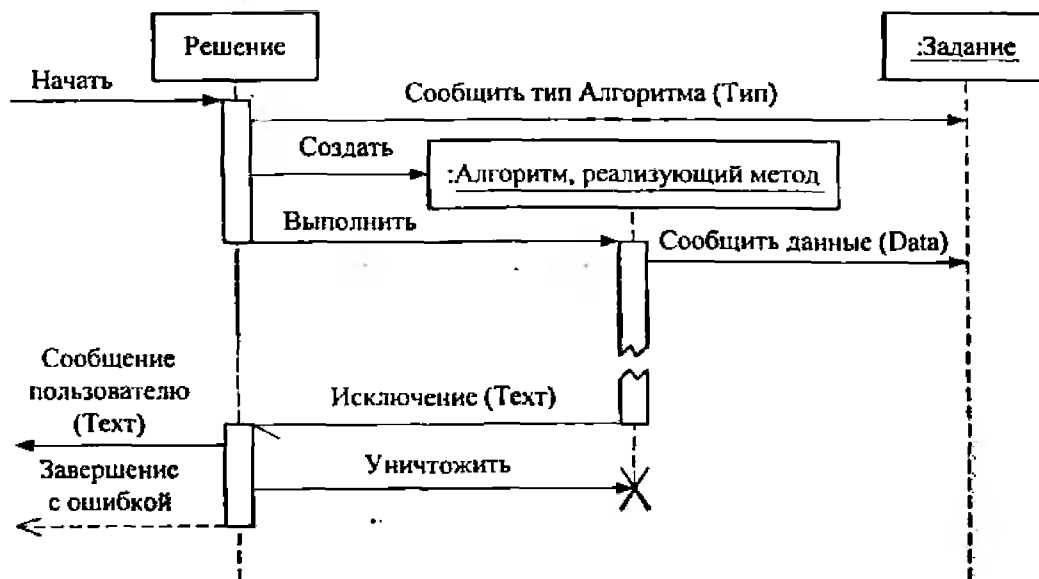 Решение
:Задание
Начать
Сообщить тип Алгоритма (Тип)
Создать
:Алгоритм, реализующий метод
Выполнить
Сообщить данные (Data)
Сообщение
пользователю
(Text)
Исключение (Text)
Завершение
с ошибкой
Уничтожить